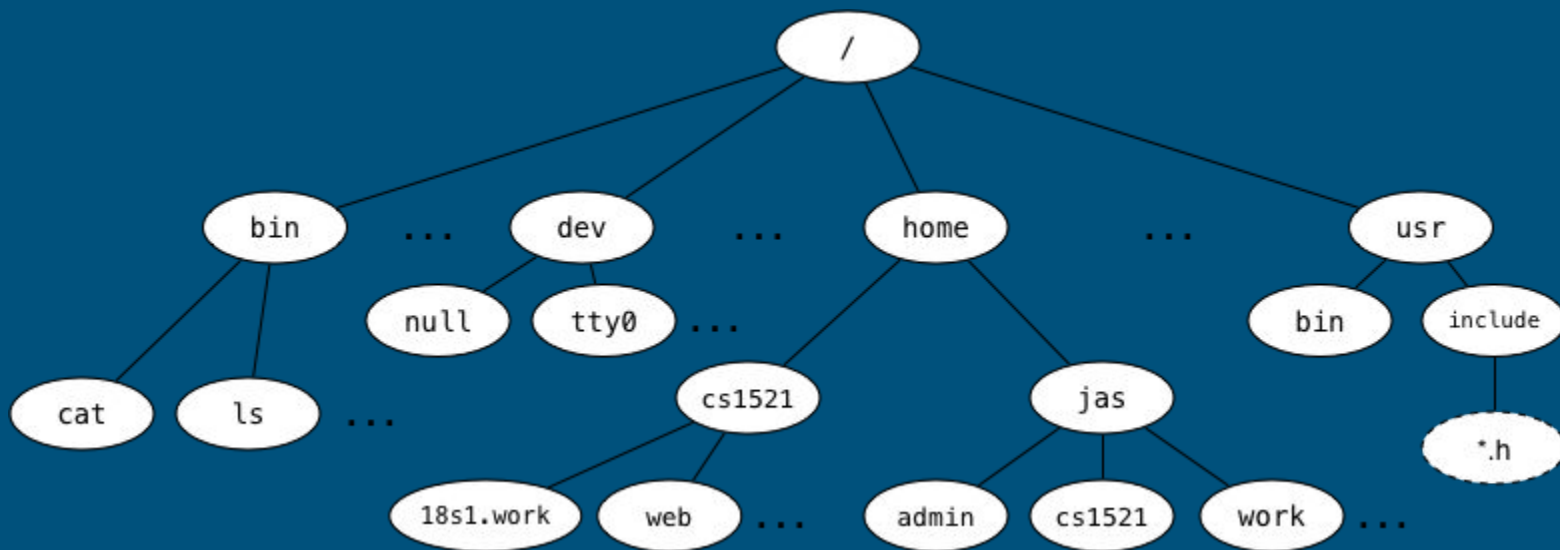 /
bin ... dev ... home ... usr
null tty0 ... bin include
cat ls ... cs1521 jas
*.h
18s1.work web ... admin cs1521 work ...